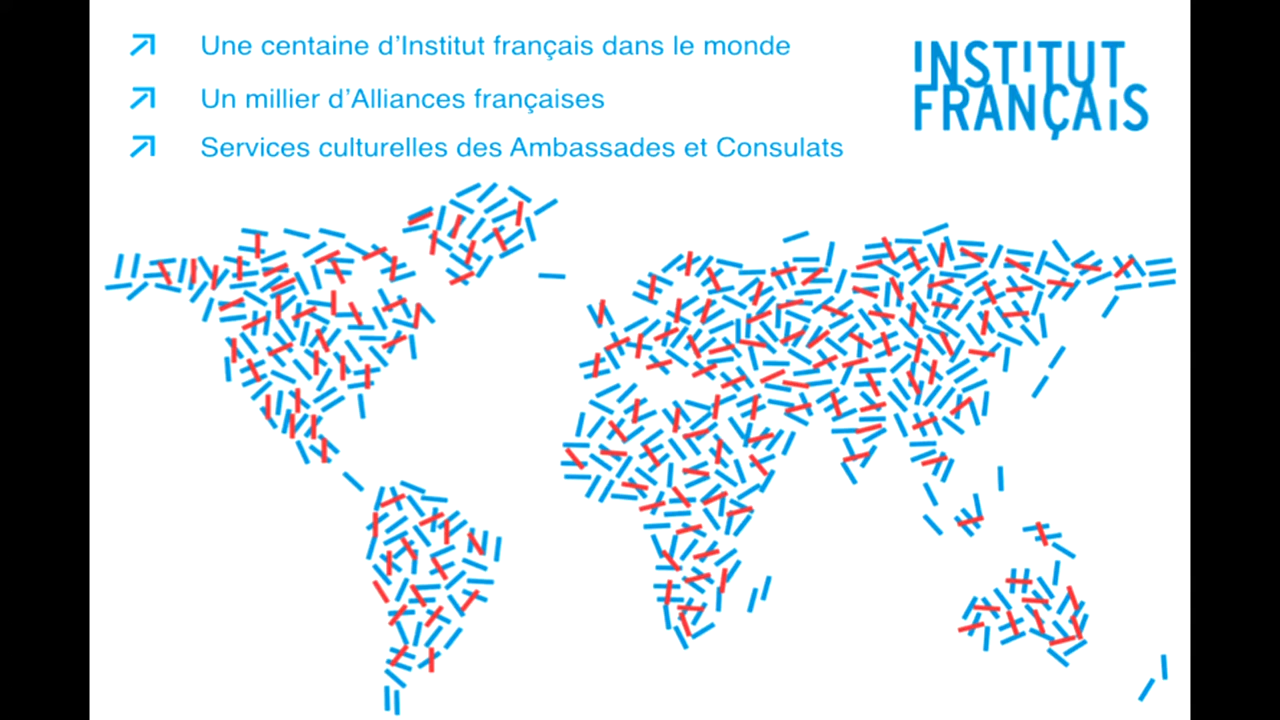 Une centaine d'Institut français dans le monde
Un millier d'Alliances françaises
Services culturelles des Ambassades et Consulats
INSTITUT
FRANÇAiS